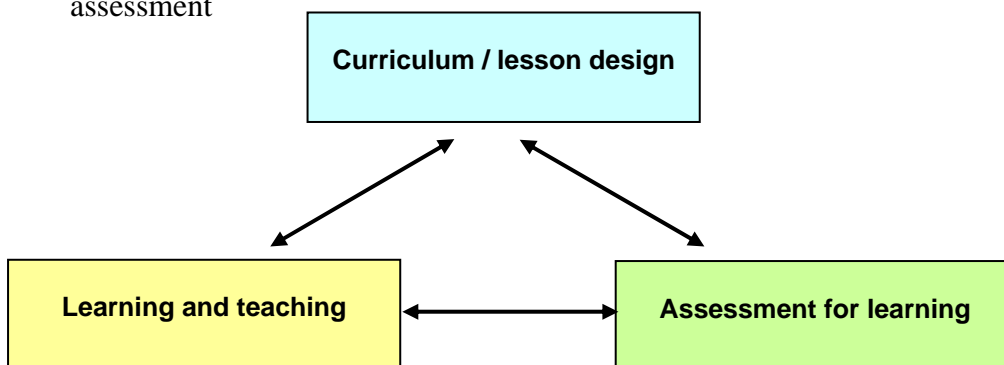 assessment
Curriculum / lesson design
Learning and teaching
Assessment for learning